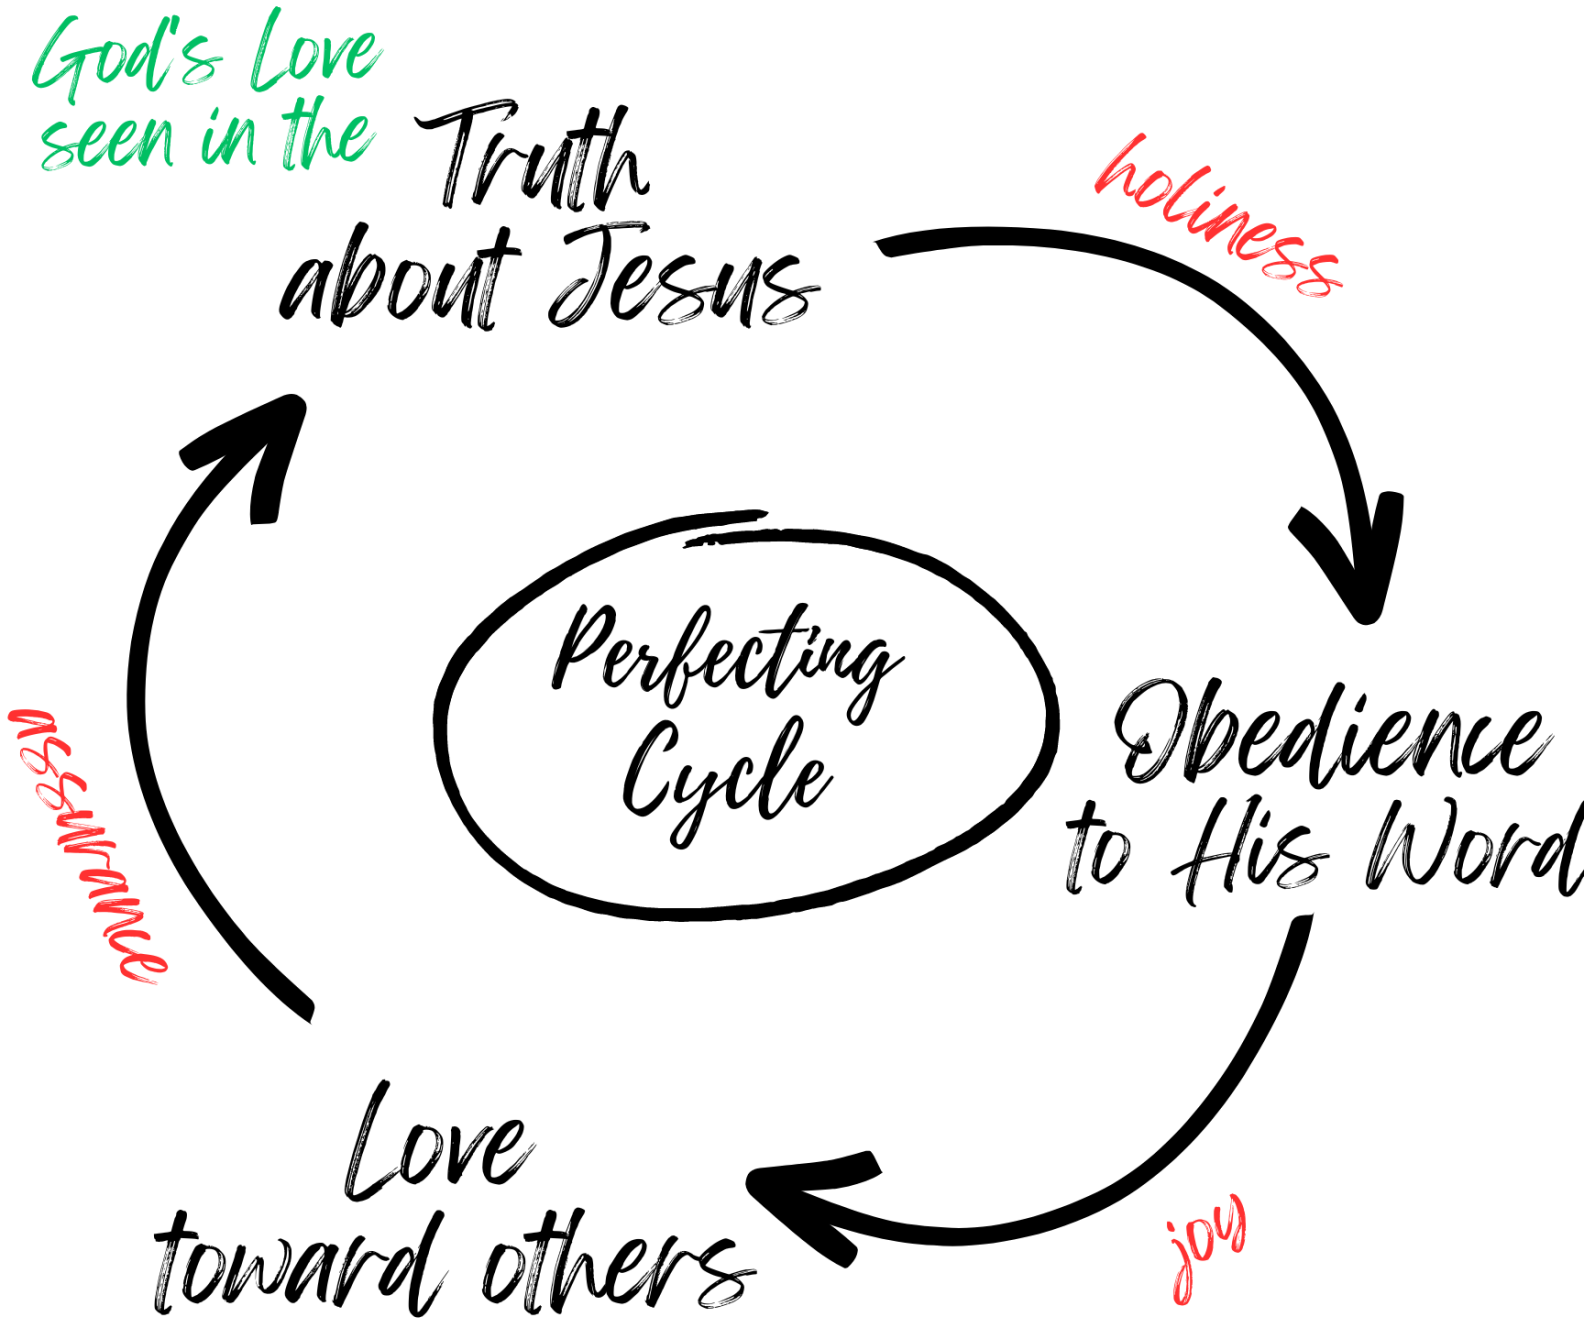 God's Love
seen in the
Truth
about Jesus
holiness
Perfecting
Cycle
Obedience
to His Word
assurance
Love
toward others
joy